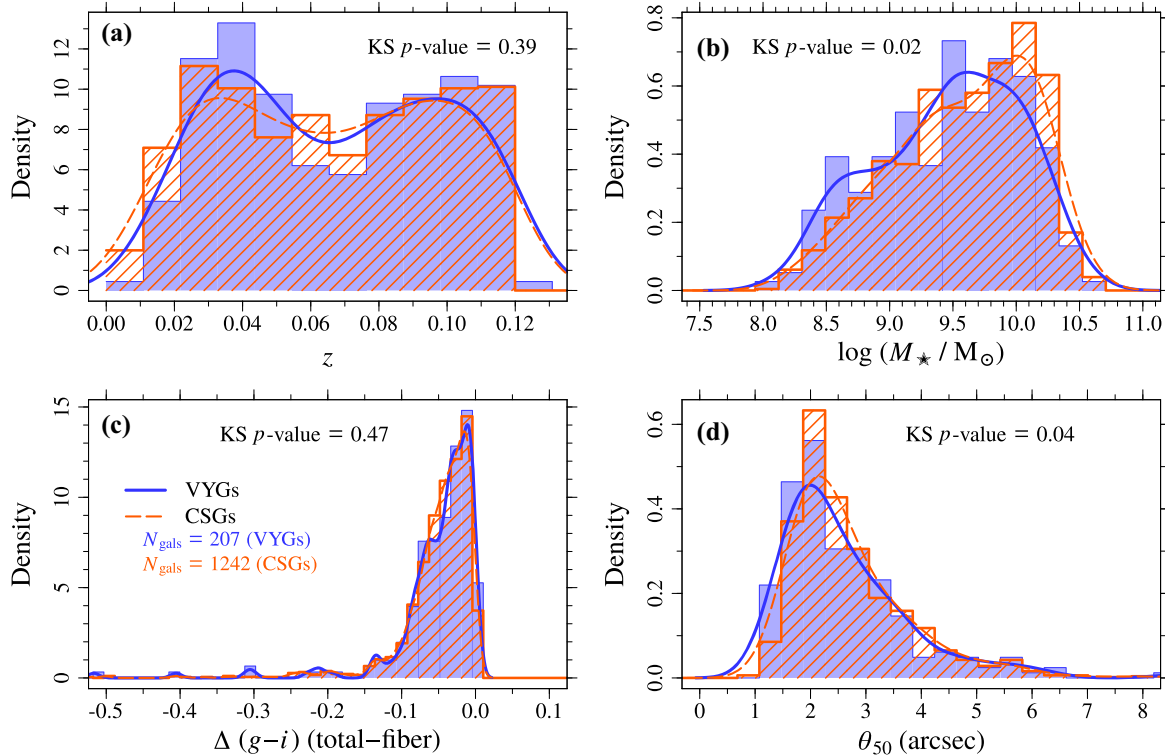 (a)
KS p-value = 0.39
Density
0 2 4 6 8 10 12
0.00 0.02 0.04 0.06 0.08 0.10 0.12
z
(b)
KS p-value = 0.02
Density
0.0 0.2 0.4 0.6 0.8
7.5 8.0 8.5 9.0 9.5 10.0 10.5 11.0
log (M★ / M⊙)
(c)
KS p-value = 0.47
VYGs
CSGs
Ngals = 207 (VYGs)
Ngals = 1242 (CSGs)
Density
0 5 10 15
-0.5 -0.4 -0.3 -0.2 -0.1 0.0 0.1
Δ (g−i) (total−fiber)
(d)
KS p-value = 0.04
Density
0.0 0.2 0.4 0.6
0 1 2 3 4 5 6 7 8
θ50 (arcsec)